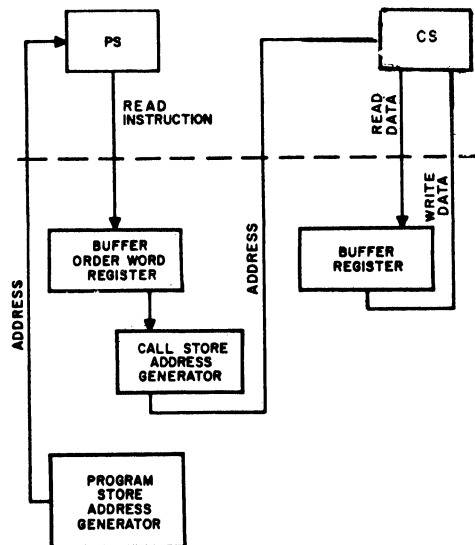 PS
CS
READ
INSTRUCTION
READ
DATA
WRITE
DATA
ADDRESS
ADDRESS
BUFFER
ORDER WORD
REGISTER
BUFFER
REGISTER
CALL STORE
ADDRESS
GENERATOR
PROGRAM
STORE
ADDRESS
GENERATOR